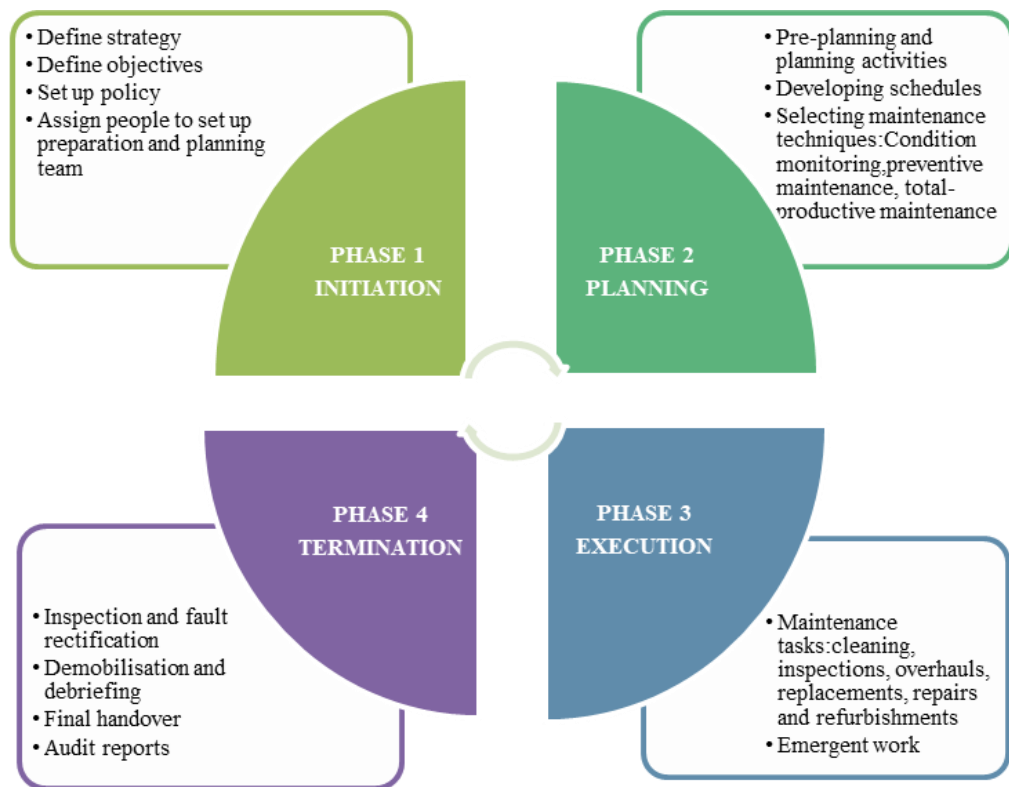 • Define strategy
• Define objectives
• Set up policy
• Assign people to set up
preparation and planning
team
PHASE 1
INITIATION
• Pre-planning and
planning activities
• Developing schedules
• Selecting maintenance
techniques:Condition
monitoring,preventive
maintenance, total-
productive maintenance
PHASE 2
PLANNING
PHASE 3
EXECUTION
• Maintenance
tasks:cleaning,
inspections, overhauls,
replacements, repairs
and refurbishments
• Emergent work
PHASE 4
TERMINATION
• Inspection and fault
rectification
• Demobilisation and
debriefing
• Final handover
• Audit reports